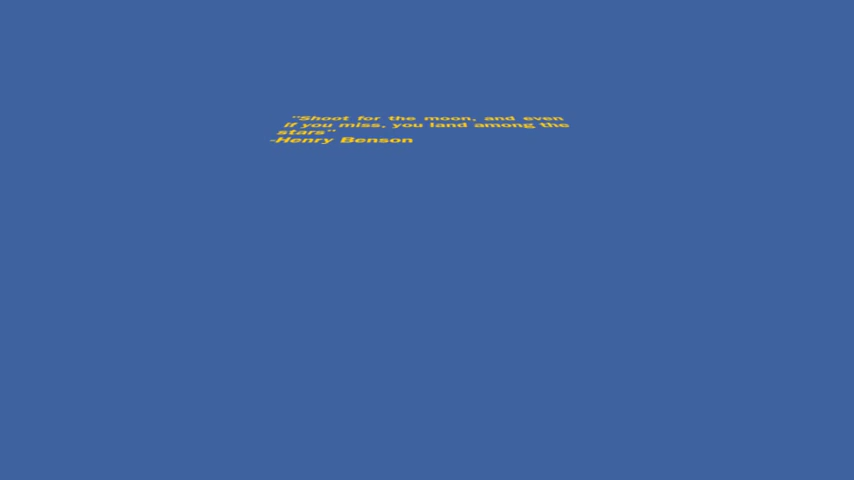 "Shoot for the moon, and even
if you miss, you land among the
stars"
-Henry Benson